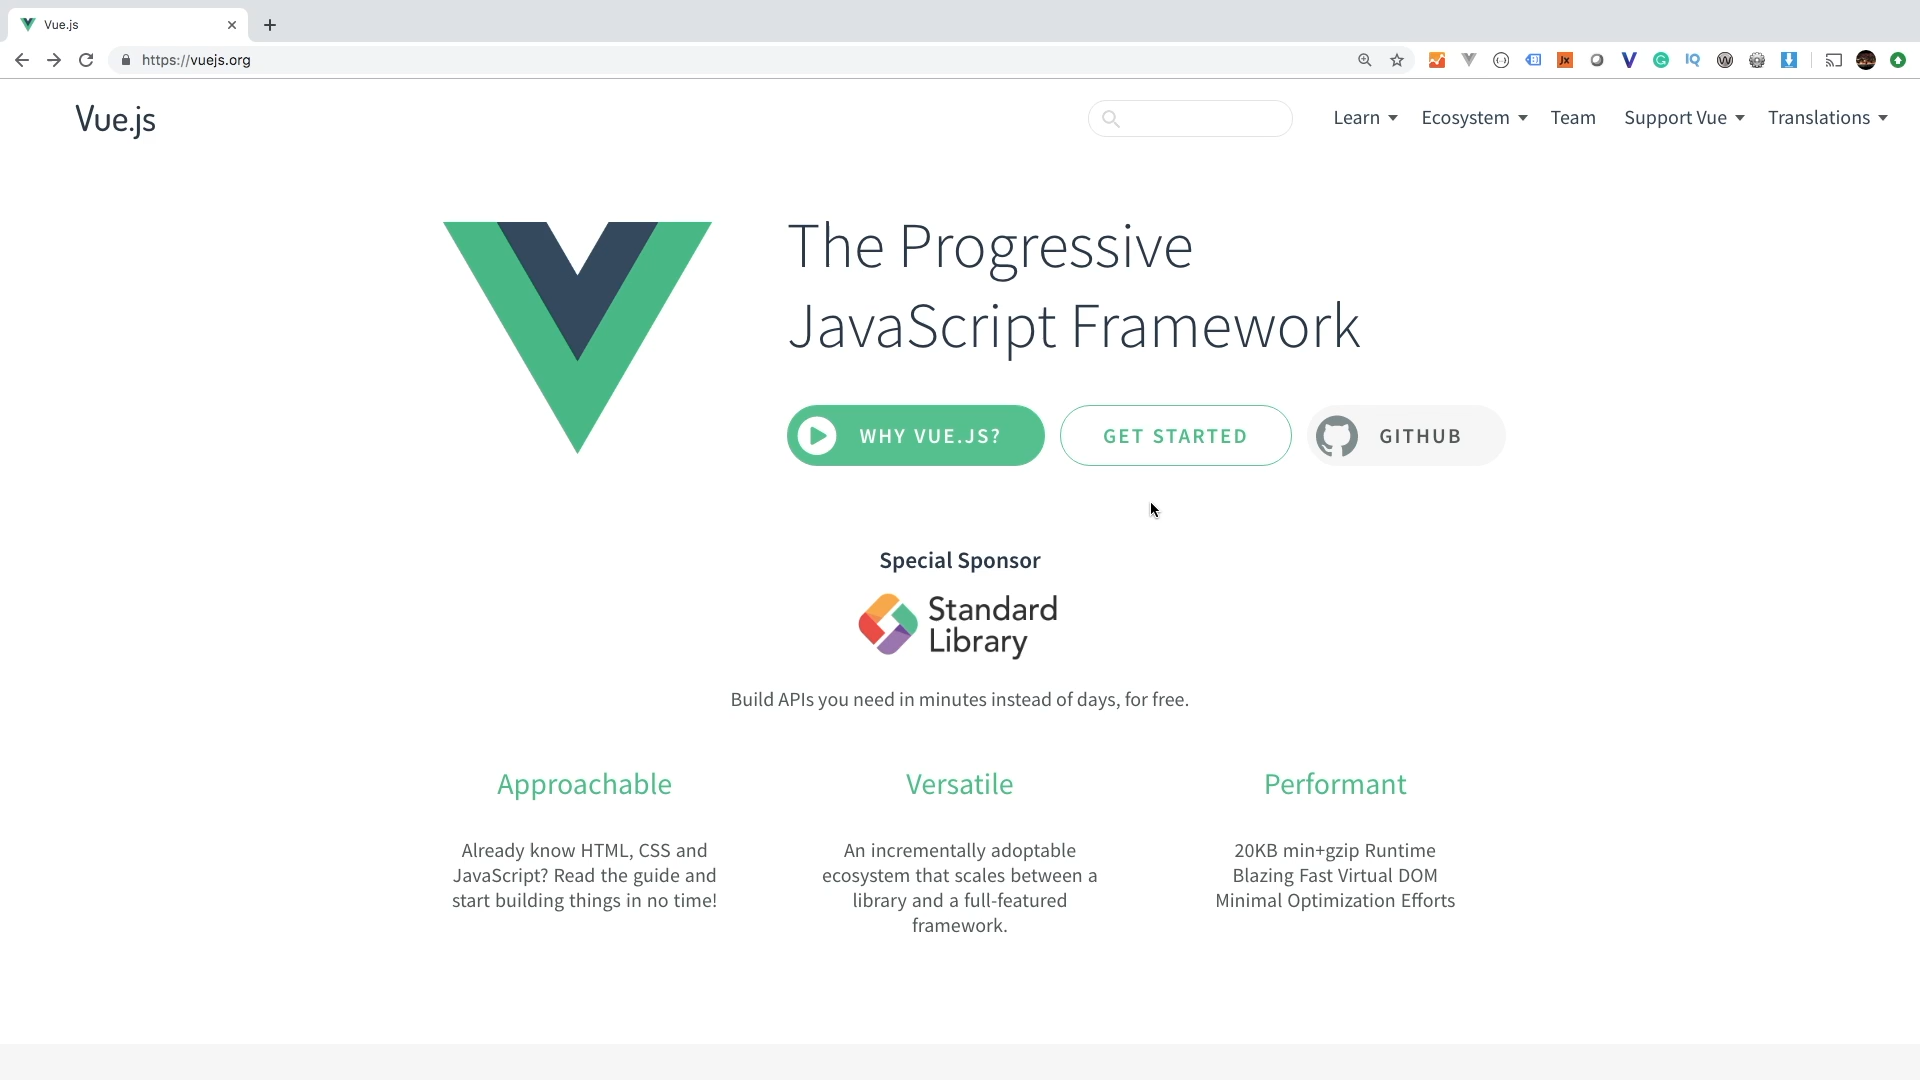 Vue.js
https://vuejs.org
Vue.js
Learn
Ecosystem
Team
Support Vue
Translations
The Progressive
JavaScript Framework
WHY VUE.JS?
GET STARTED
GITHUB
Special Sponsor
Standard
Library
Build APIs you need in minutes instead of days, for free.
Approachable
Already know HTML, CSS and
JavaScript? Read the guide and
start building things in no time!
Versatile
An incrementally adoptable
ecosystem that scales between a
library and a full-featured
framework.
Performant
20KB min+gzip Runtime
Blazing Fast Virtual DOM
Minimal Optimization Efforts